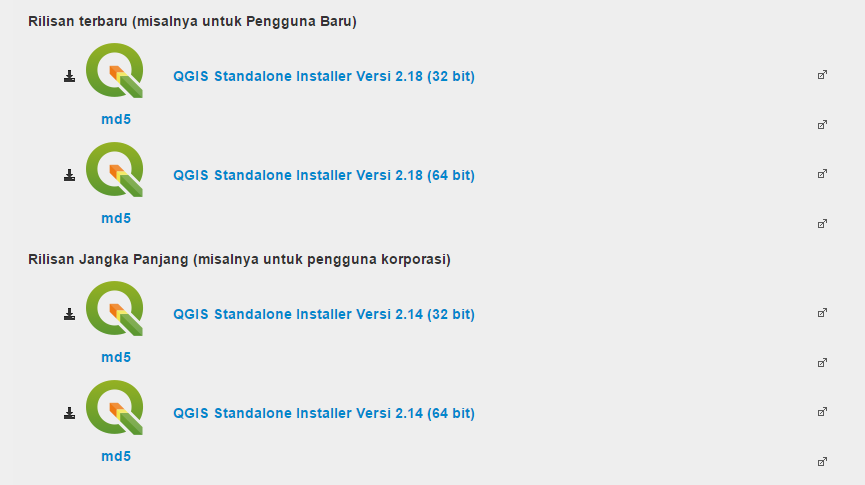 Rilisan terbaru (misalnya untuk Pengguna Baru)
QGIS Standalone Installer Versi 2.18 (32 bit)
md5
QGIS Standalone Installer Versi 2.18 (64 bit)
md5
Rilisan Jangka Panjang (misalnya untuk pengguna korporasi)
QGIS Standalone Installer Versi 2.14 (32 bit)
md5
QGIS Standalone Installer Versi 2.14 (64 bit)
md5